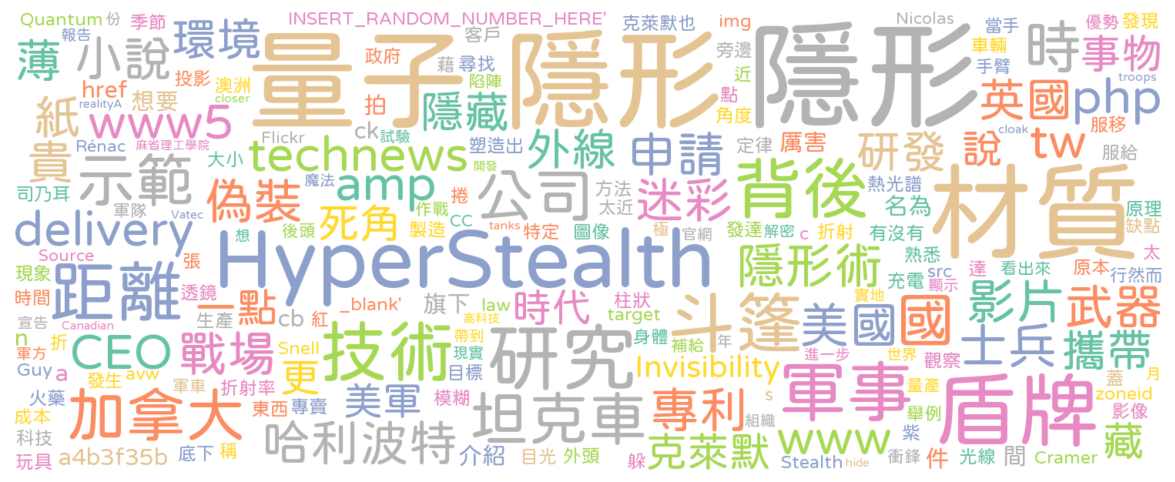 Quantum 份 季節 INSERT_RANDOM_NUMBER_HERE' 克萊默也 img Nicolas 當手 優勢 發現
報告 小說 環境 量子 隱形 客戶 旁邊 隱形 時 車輛 事物
薄 投影 政府 藉 尋找 近 手臂 troops
href 澳洲 拍 陷陣 點 英國 php
realityA 想要 closer 隱藏 角度
紙 www5 Flickr ck 試驗 塑造出 外線 申請 定律 厲害 研發 cloak 服移 說 tw
Rénac 麻省理工學院 technews 開發 背後 服給
貴 示範 大小 魔法 amp 公司 方法 迷彩 熱光譜 材質
司乃耳 偽裝 捲 太近 名為 原理
軍隊 Vatec 死角 作戰 CC 發達 解密 c 折射 有沒有 缺點
delivery 想 後頭 製造 tanks 特定 圖像 極 官網 熟悉 太
Source 張 HyperStealth 隱形術 達 看出來 原本
現象 距離 透鏡 充電 src 行然而
時間 一點 _blank' 旗下 law 時代 柱狀 斗篷 美國 實地 顯示 國 影片 武器
宣告 生產 cb 紅 高科技 target
n Canadian Snell 技術 帶到 研究 身體 年 進一步 世界 士兵 攜帶
軍方 折 CEO 戰場 更 現實 補給 觀察
Guy a 發生 avw 軍車 折射率 目標 Invisibility 軍事 量產 盾牌 蓋 月
火藥 加拿大 東西 專賣 美軍 模糊 坦克車 專利 s 舉例 zoneid
成本 組織 紫 影像
科技 哈利波特 www 藏
玩具 a4b3f35b 底下 稱 介紹 目光 外頭 躲 克萊默 Stealth hide 衝鋒 件 光線 間 Cramer